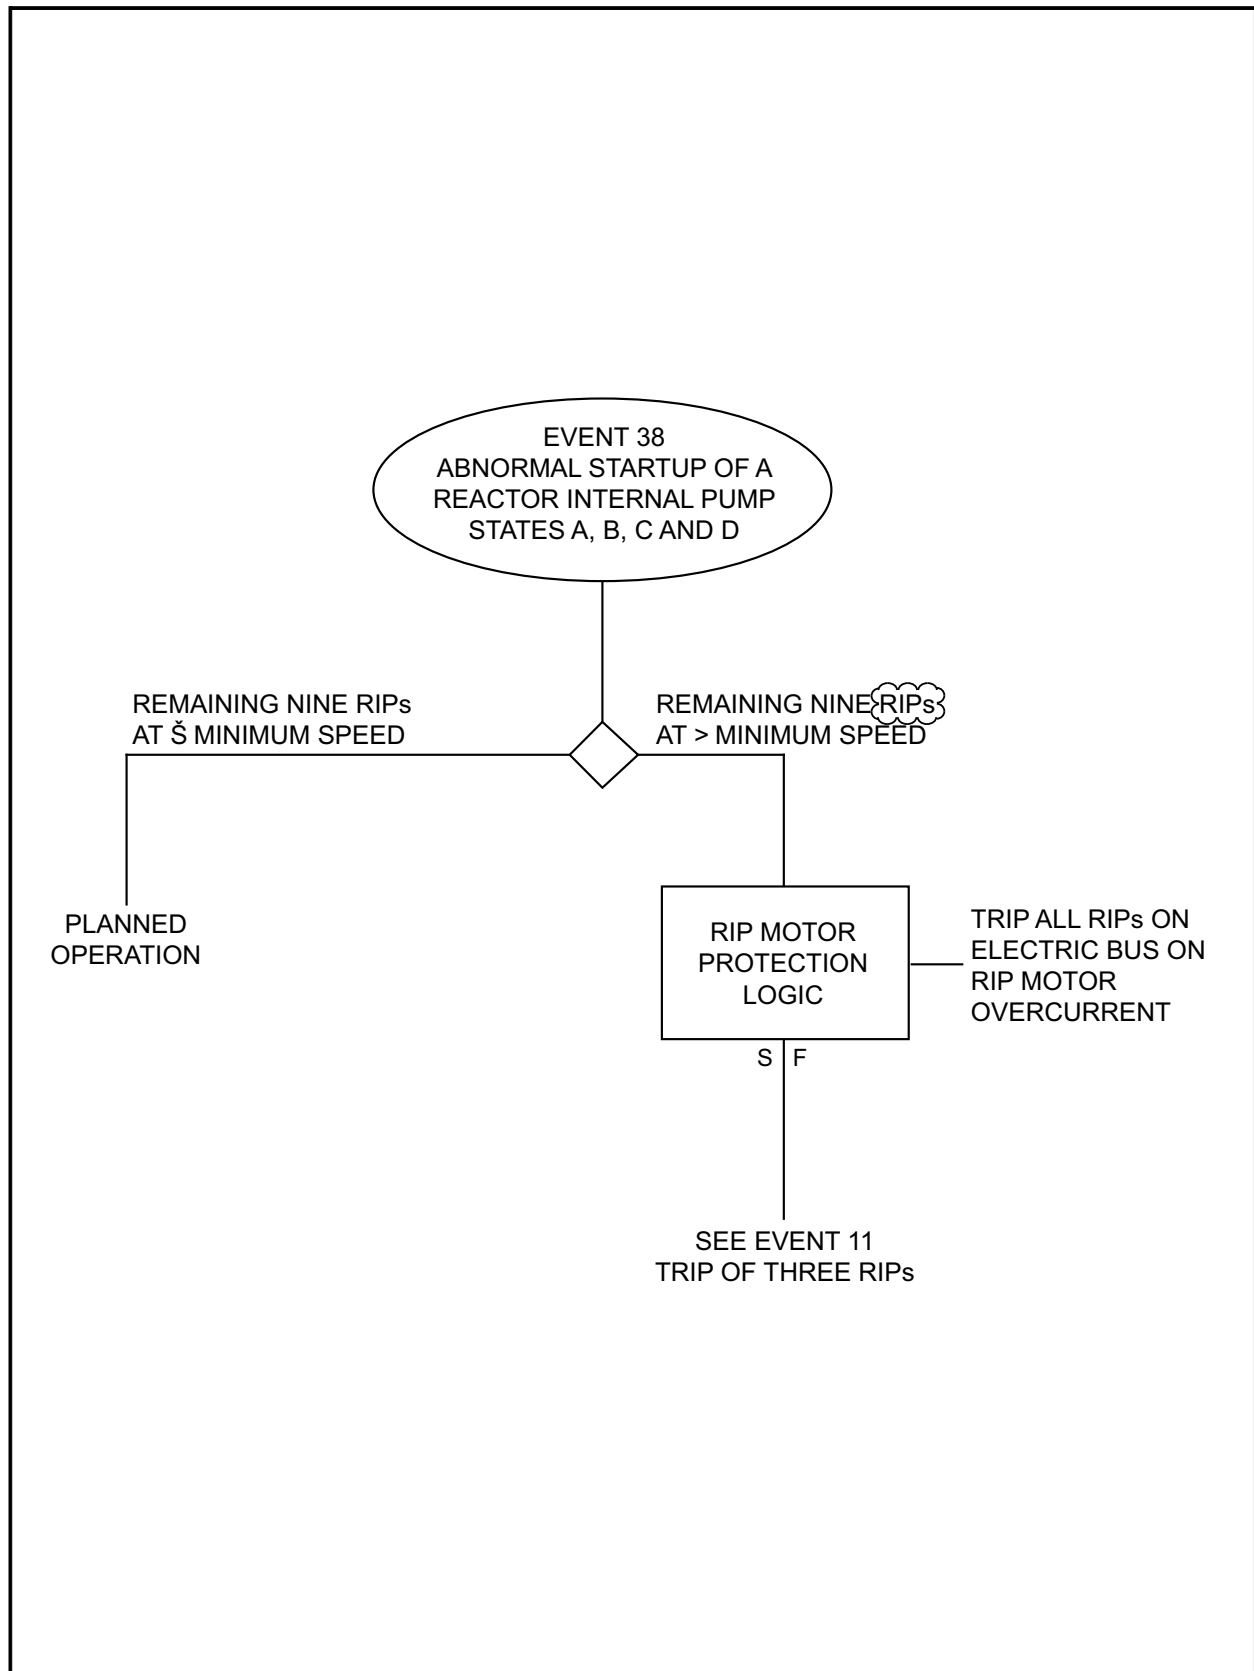 EVENT 38
ABNORMAL STARTUP OF A
REACTOR INTERNAL PUMP
STATES A, B, C AND D
REMAINING NINE RIPs
AT Š MINIMUM SPEED
REMAINING NINE RIPs
AT > MINIMUM SPEED
PLANNED
OPERATION
RIP MOTOR
PROTECTION
LOGIC
TRIP ALL RIPs ON
ELECTRIC BUS ON
RIP MOTOR
OVERCURRENT
S F
SEE EVENT 11
TRIP OF THREE RIPs